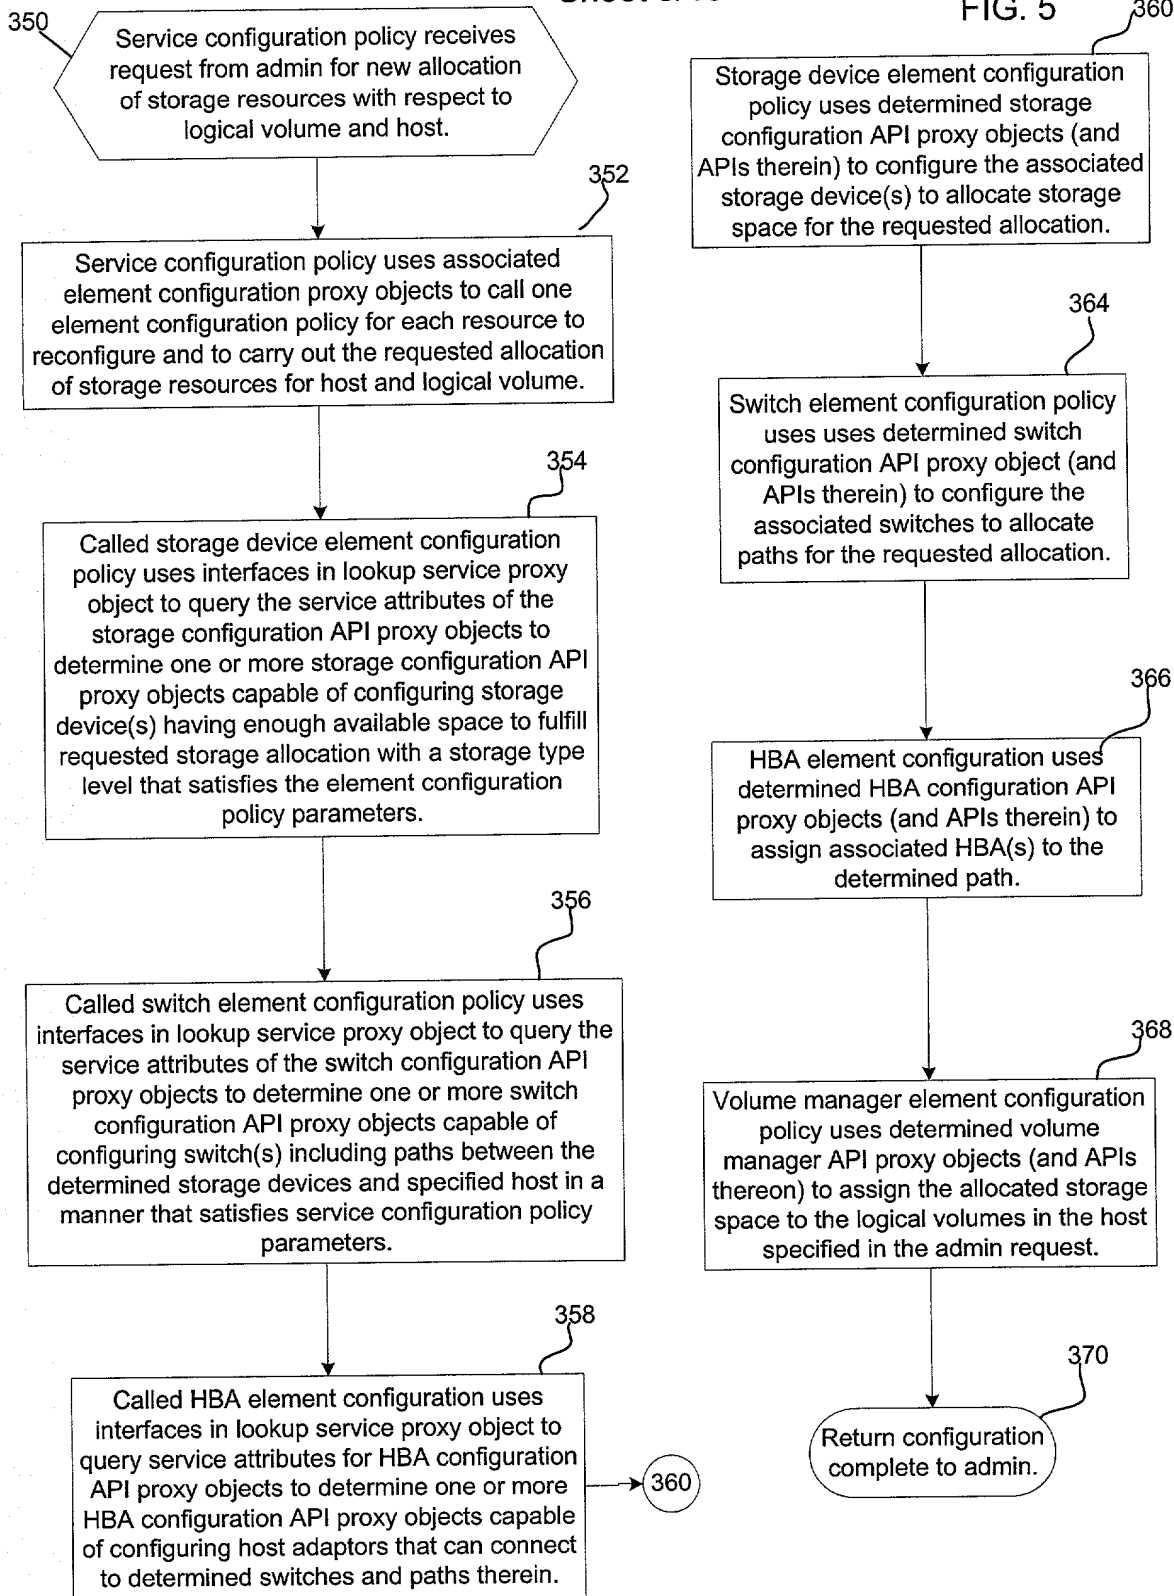 FIG. 5
350
Service configuration policy receives
request from admin for new allocation
of storage resources with respect to
logical volume and host.
352
Service configuration policy uses associated
element configuration proxy objects to call one
element configuration policy for each resource to
reconfigure and to carry out the requested allocation
of storage resources for host and logical volume.
354
Called storage device element configuration
policy uses interfaces in lookup service proxy
object to query the service attributes of the
storage configuration API proxy objects to
determine one or more storage configuration API
proxy objects capable of configuring storage
device(s) having enough available space to fulfill
requested storage allocation with a storage type
level that satisfies the element configuration
policy parameters.
356
Called switch element configuration policy uses
interfaces in lookup service proxy object to query the
service attributes of the switch configuration API
proxy objects to determine one or more switch
configuration API proxy objects capable of
configuring switch(s) including paths between the
determined storage devices and specified host in a
manner that satisfies service configuration policy
parameters.
358
Called HBA element configuration uses
interfaces in lookup service proxy object to
query service attributes for HBA configuration
API proxy objects to determine one or more
HBA configuration API proxy objects capable
of configuring host adaptors that can connect
to determined switches and paths therein.
360
360
Storage device element configuration
policy uses determined storage
configuration API proxy objects (and
APIs therein) to configure the associated
storage device(s) to allocate storage
space for the requested allocation.
364
Switch element configuration policy
uses uses determined switch
configuration API proxy object (and
APIs therein) to configure the
associated switches to allocate
paths for the requested allocation.
366
HBA element configuration uses
determined HBA configuration API
proxy objects (and APIs therein) to
assign associated HBA(s) to the
determined path.
368
Volume manager element configuration
policy uses determined volume
manager API proxy objects (and APIs
thereon) to assign the allocated storage
space to the logical volumes in the host
specified in the admin request.
370
Return configuration
complete to admin.